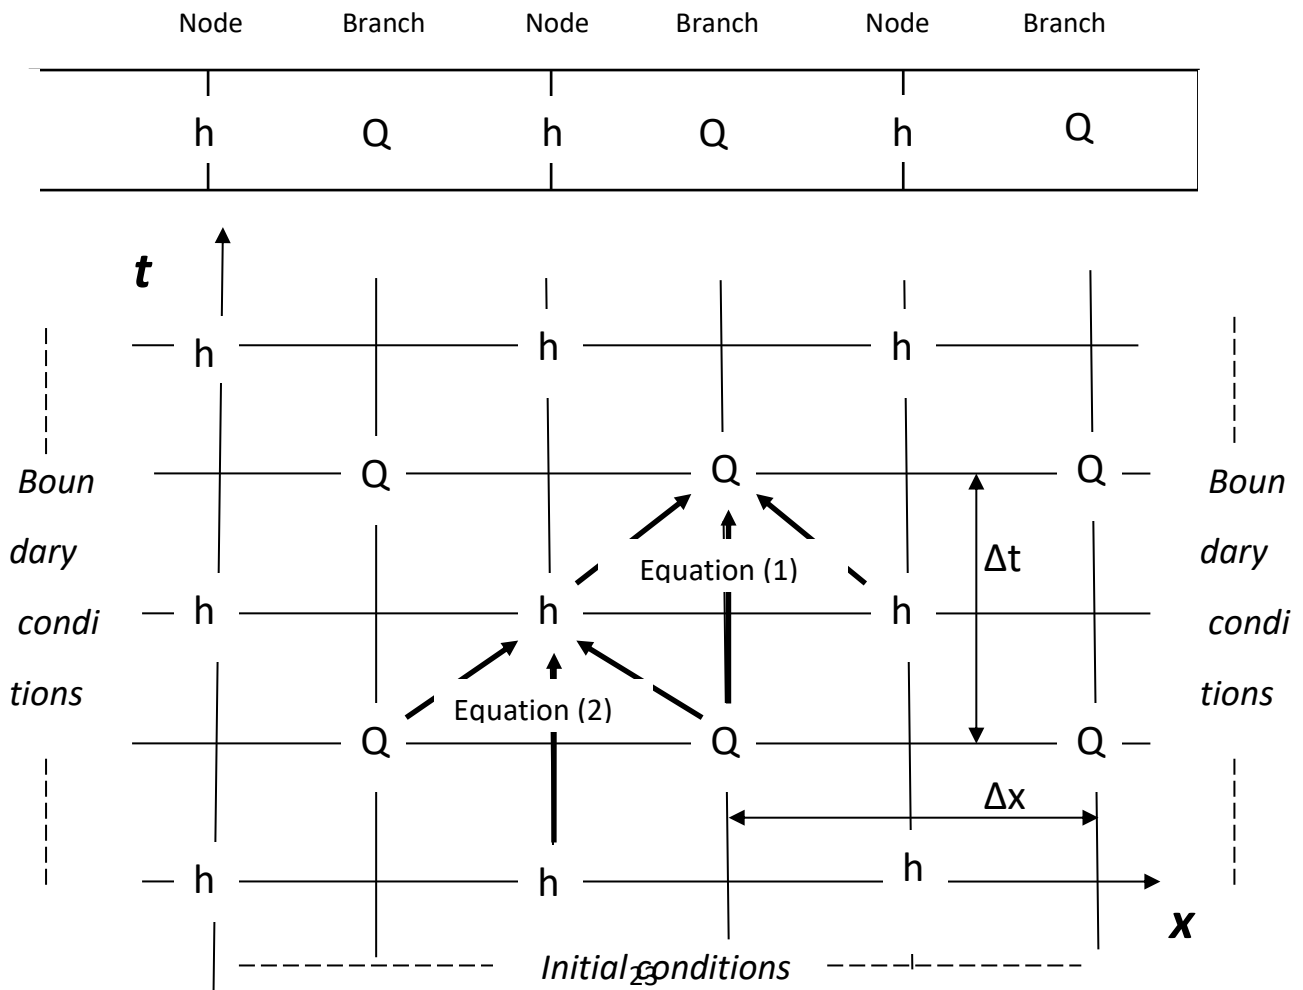 Node Branch Node Branch Node Branch
h Q h Q h Q
t
h h h
Q Q Q
Boun
dary
condi
tions
Boun
dary
condi
tions
Equation (1)
Δt
h h h
Equation (2)
Q Q Q
Δx
h h h
x
Initial conditions
23